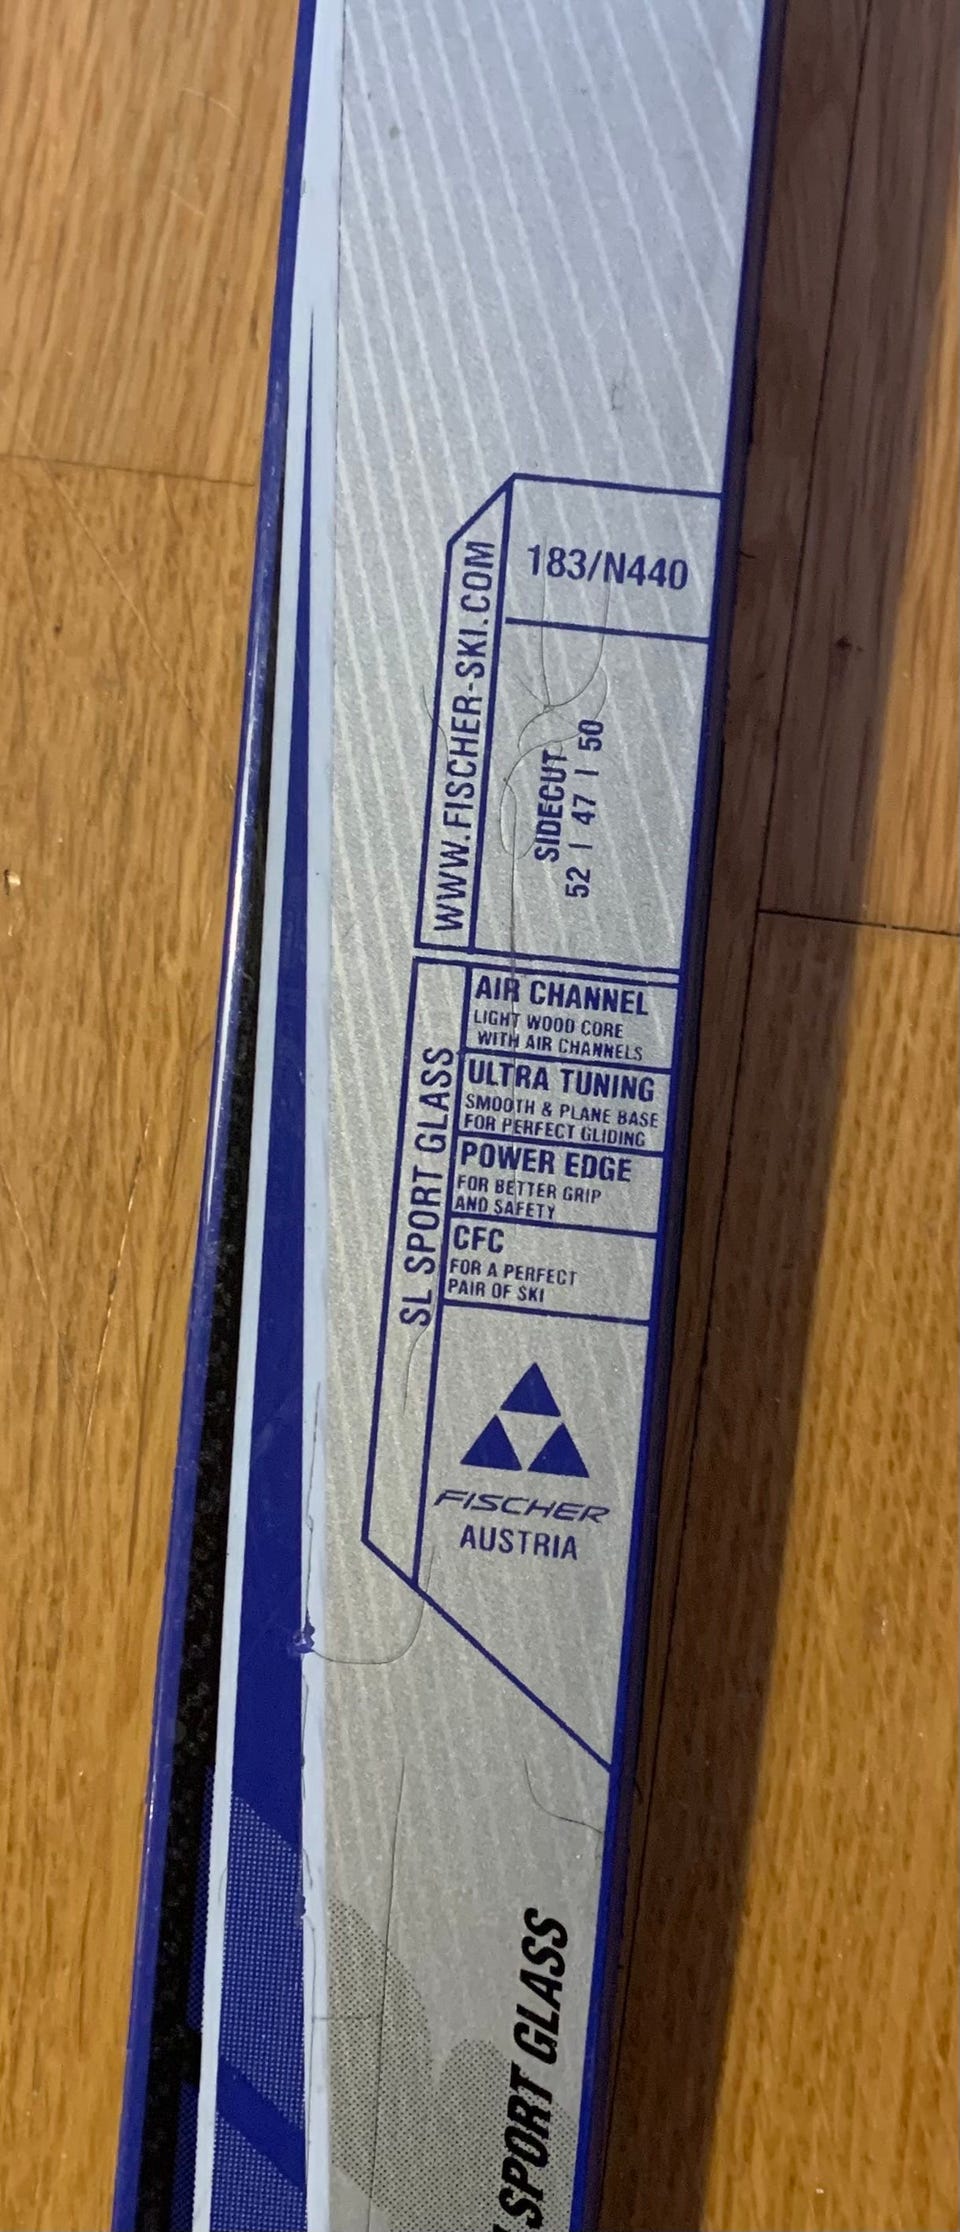 183/N440
WWW.FISCHER-SKI.COM
SIDECUT
52 | 47 | 50
SL SPORT GLASS
AIR CHANNEL
LIGHT WOOD CORE
WITH AIR CHANNELS
ULTRA TUNING
SMOOTH & PLANE BASE
FOR PERFECT GLIDING
POWER EDGE
FOR BETTER GRIP
AND SAFETY
CFC
FOR A PERFECT
PAIR OF SKI
FISCHER
AUSTRIA
SPORT GLASS